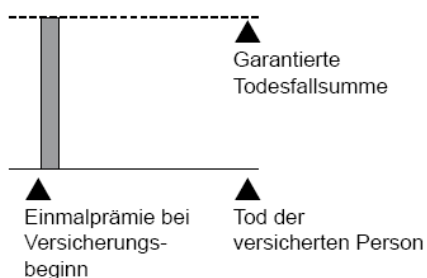 Garantierte
Todesfallsumme
Einmalprämie bei
Versicherungs-
beginn
Tod der
versicherten Person